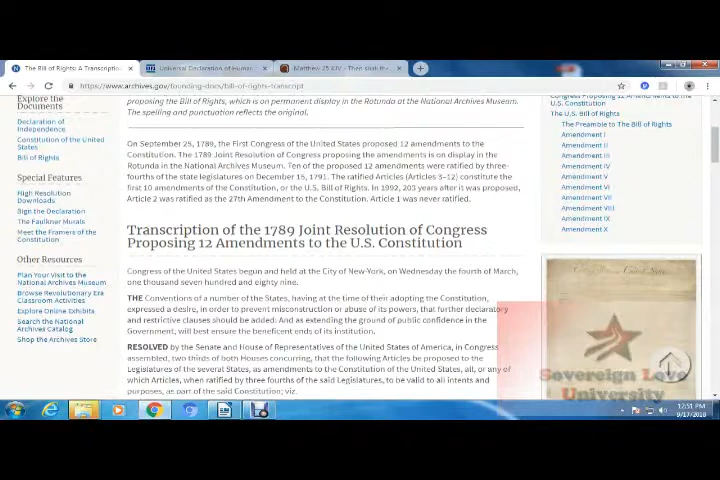 The Bill of Rights: A Transcriptio
Universal Declaration of Human
Matthew 25 KJV - Then shall the
https://www.archives.gov/founding-docs/bill-of-rights-transcript
Explore the
Documents
Declaration of
Independence
Constitution of the United
States
Bill of Rights
Special Features
High Resolution
Downloads
Sign the Declaration
The Faulkner Murals
Meet the Framers of the
Constitution
Other Resources
Plan Your Visit to the
National Archives Museum
Browse Revolutionary Era
Classroom Activities
Explore Online Exhibits
Search the National
Archives Catalog
Shop the Archives Store
proposing the Bill of Rights, which is on permanent display in the Rotunda at the National Archives Museum.
The spelling and punctuation reflects the original.
On September 25, 1789, the First Congress of the United States proposed 12 amendments to the
Constitution. The 1789 Joint Resolution of Congress proposing the amendments is on display in the
Rotunda in the National Archives Museum. Ten of the proposed 12 amendments were ratified by three-
fourths of the state legislatures on December 15, 1791. The ratified Articles (Articles 3–12) constitute the
first 10 amendments of the Constitution, or the U.S. Bill of Rights. In 1992, 203 years after it was proposed,
Article 2 was ratified as the 27th Amendment to the Constitution. Article 1 was never ratified.
Transcription of the 1789 Joint Resolution of Congress
Proposing 12 Amendments to the U.S. Constitution
Congress of the United States begun and held at the City of New-York, on Wednesday the fourth of March,
one thousand seven hundred and eighty nine.
THE Conventions of a number of the States, having at the time of their adopting the Constitution,
expressed a desire, in order to prevent misconstruction or abuse of its powers, that further declaratory
and restrictive clauses should be added: And as extending the ground of public confidence in the
Government, will best ensure the beneficent ends of its institution.
RESOLVED by the Senate and House of Representatives of the United States of America, in Congress
assembled, two thirds of both Houses concurring, that the following Articles be proposed to the
Legislatures of the several States, as amendments to the Constitution of the United States, all, or any of
which Articles, when ratified by three fourths of the said Legislatures, to be valid to all intents and
purposes, as part of the said Constitution; viz.
Congress Proposing 12 Amendments to the
U.S. Constitution
The U.S. Bill of Rights
The Preamble to The Bill of Rights
Amendment I
Amendment II
Amendment III
Amendment IV
Amendment V
Amendment VI
Amendment VII
Amendment VIII
Amendment IX
Amendment X
Sovereign Love
University
12:51 PM
9/17/2018